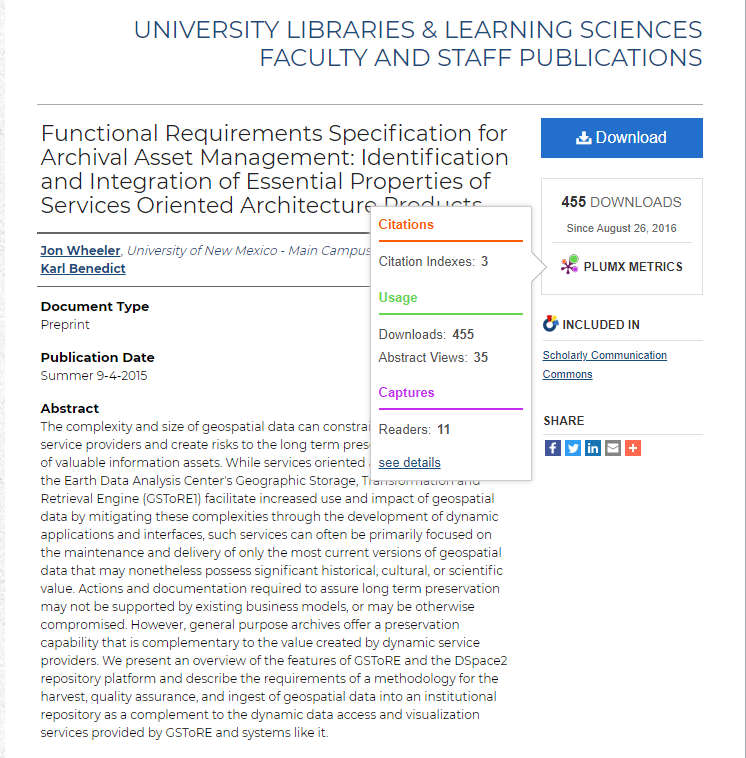 UNIVERSITY LIBRARIES & LEARNING SCIENCES
FACULTY AND STAFF PUBLICATIONS
Functional Requirements Specification for
Archival Asset Management: Identification
and Integration of Essential Properties of
Services Oriented Architecture Products
Jon Wheeler, University of New Mexico - Main Campus
Karl Benedict
Document Type
Preprint
Publication Date
Summer 9-4-2015
Abstract
The complexity and size of geospatial data can
service providers and create risks to the long term
of valuable information assets. While services oriented
the Earth Data Analysis Center's Geographic Storage, Transformation and
Retrieval Engine (GSToRE1) facilitate increased use and impact of geospatial
data by mitigating these complexities through the development of dynamic
applications and interfaces, such services can often be primarily focused on
the maintenance and delivery of only the most current versions of geospatial
data that may nonetheless possess significant historical, cultural, or scientific
value. Actions and documentation required to assure long term preservation
may not be supported by existing business models, or may be otherwise
compromised. However, general purpose archives offer a preservation
capability that is complementary to the value created by dynamic service
providers. We present an overview of the features of GSToRE and the DSpace2
repository platform and describe the requirements of a methodology for the
harvest, quality assurance, and ingest of geospatial data into an institutional
repository as a complement to the dynamic data access and visualization
services provided by GSToRE and systems like it.
Citations
Citation Indexes: 3
Usage
Downloads: 455
Abstract Views: 35
Captures
Readers: 11
see details
Download
455 DOWNLOADS
Since August 26, 2016
PLUMX METRICS
INCLUDED IN
Scholarly Communication
Commons
SHARE